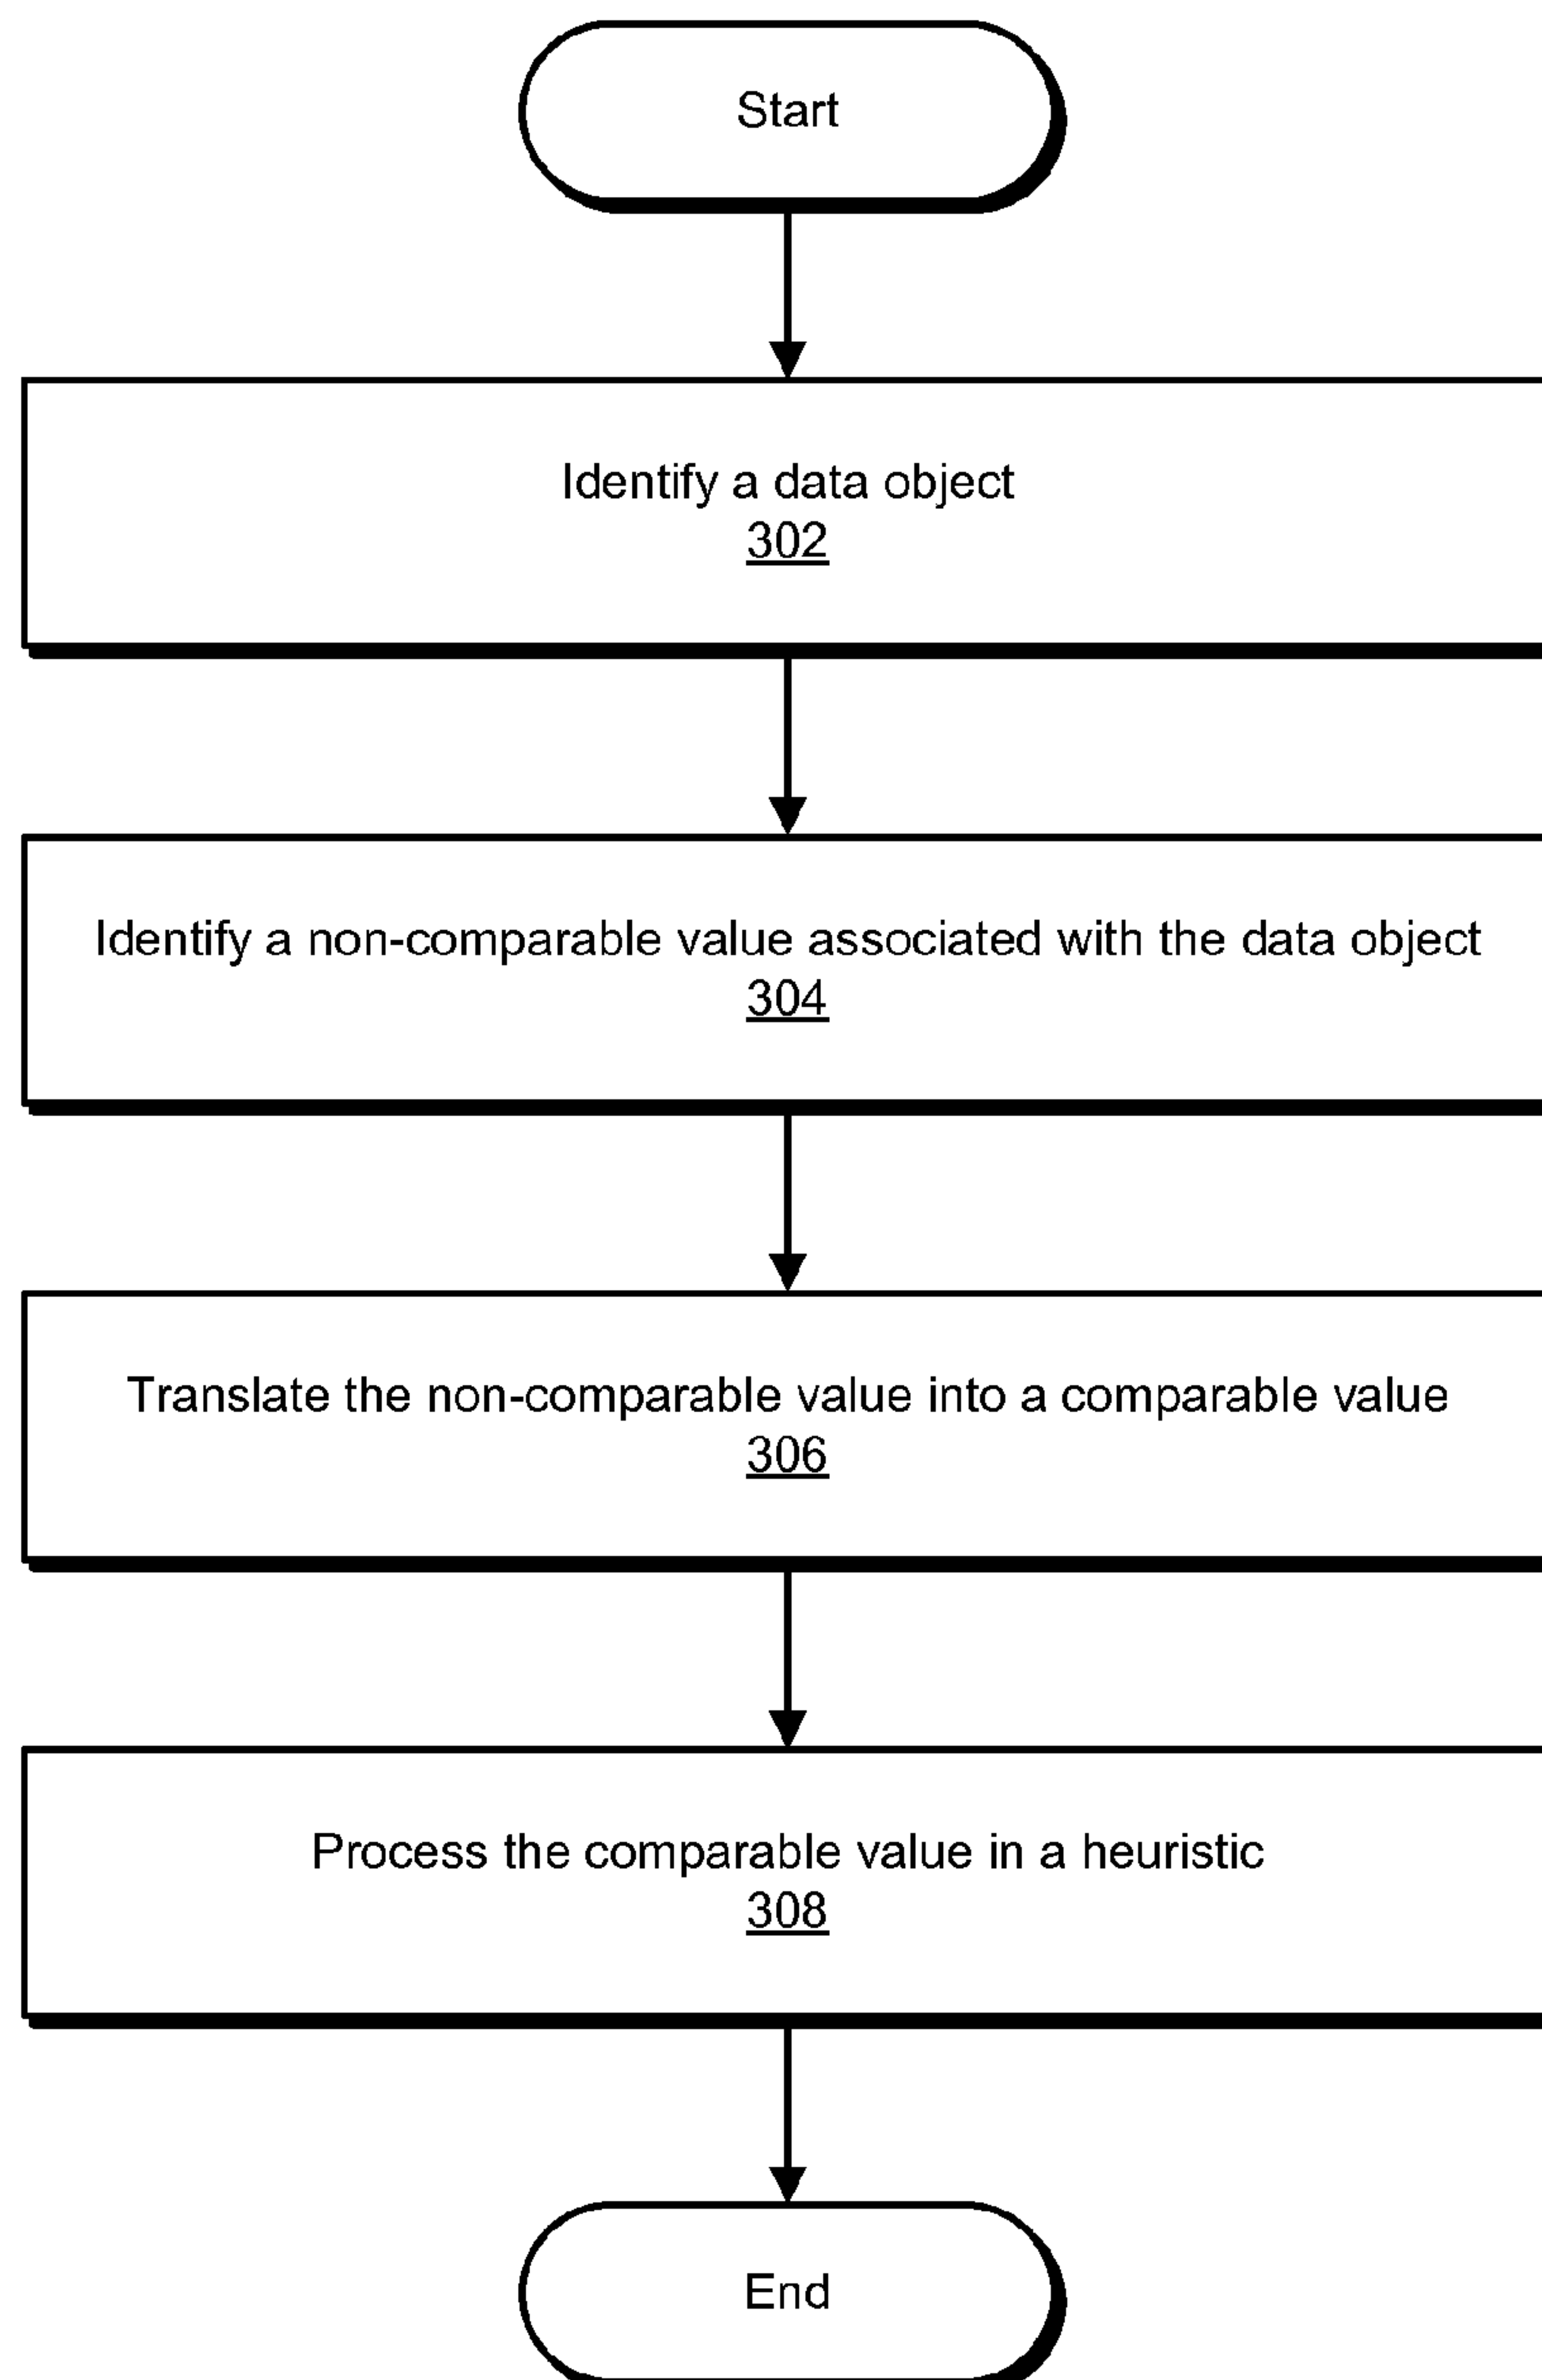 Start
Identify a data object
302
Identify a non-comparable value associated with the data object
304
Translate the non-comparable value into a comparable value
306
Process the comparable value in a heuristic
308
End